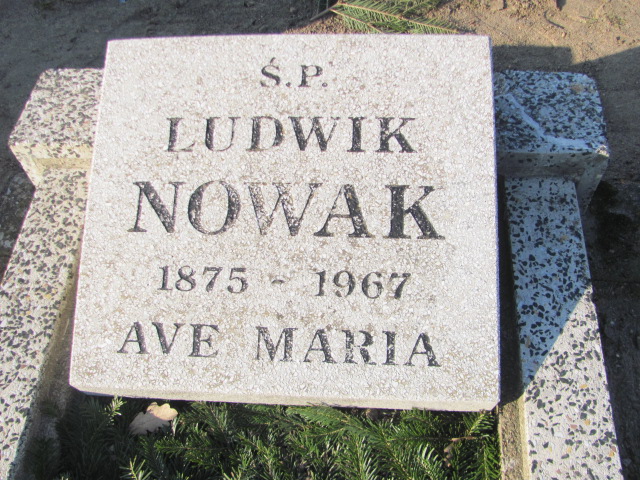 Ś.P.
LUDWIK
NOWAK
1875 - 1967
AVE MARIA